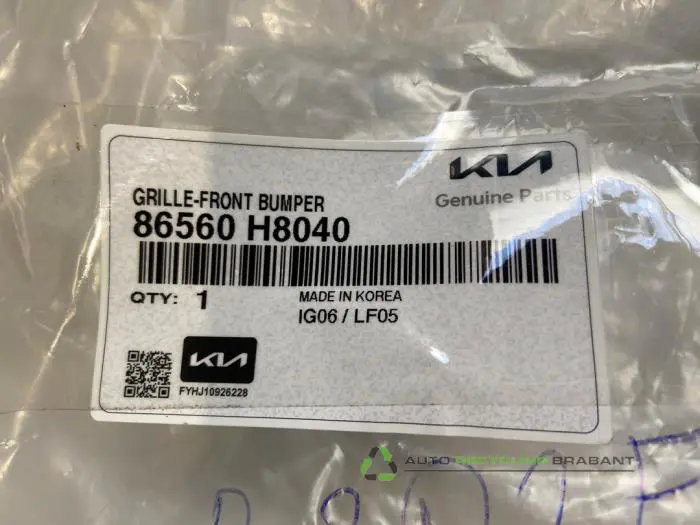 KIA
Genuine Parts
GRILLE-FRONT BUMPER
86560 H8040
QTY: 1
MADE IN KOREA
IG06 / LF05
KIA
FYHJ10926228
AUTO RECYCLING BRABANT